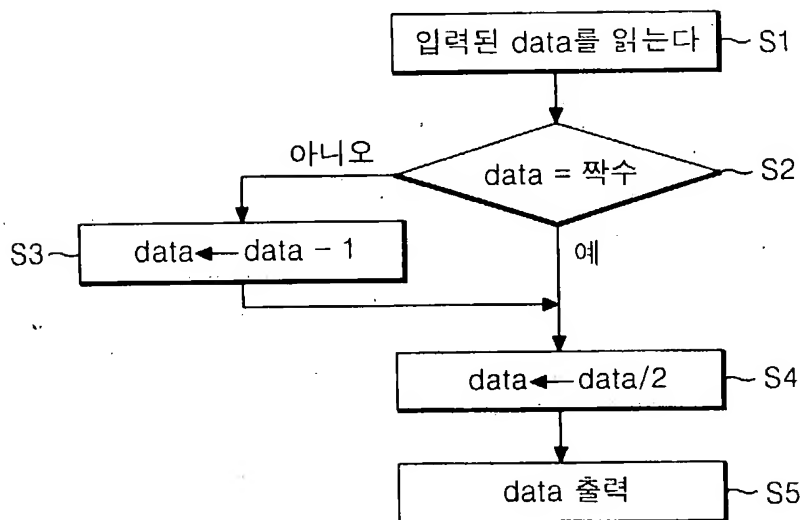 입력된 data를 읽는다 S1
아니오
data = 짝수 S2
S3 data ← data - 1
예
data ← data/2 S4
data 출력 S5